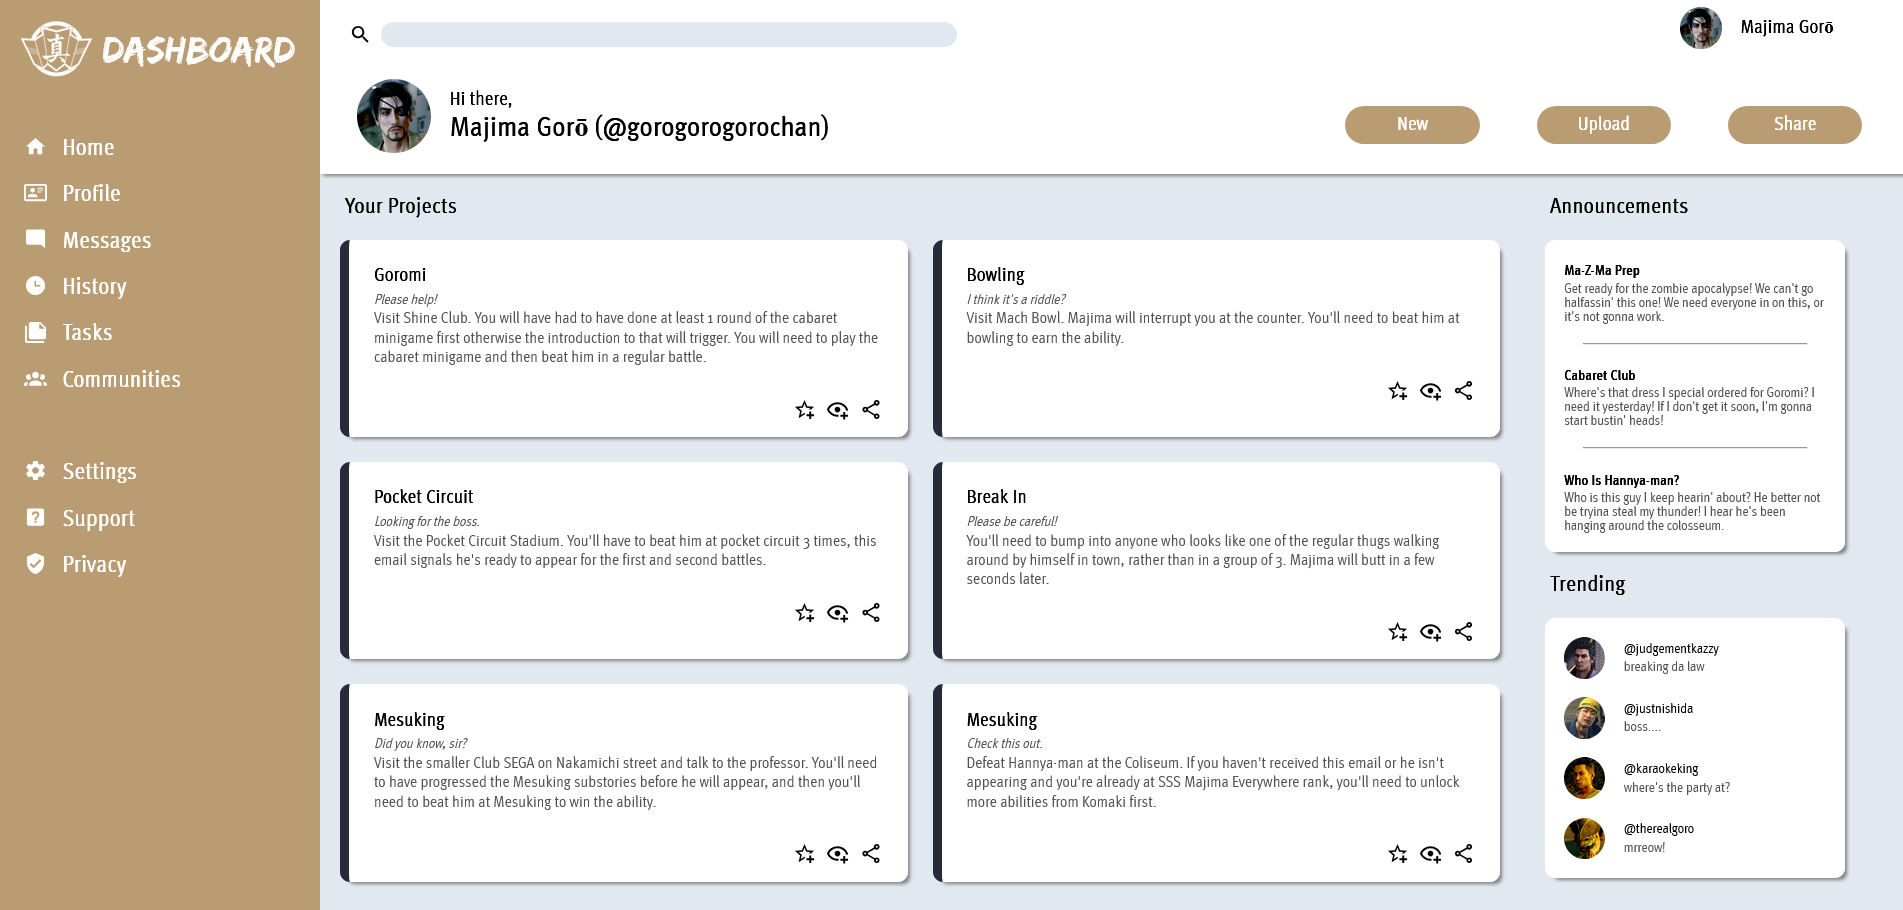 真 DASHBOARD
Home
Profile
Messages
History
Tasks
Communities
Settings
Support
Privacy
Majima Gorō
Hi there,
Majima Gorō (@gorogorogorochan)
New
Upload
Share
Your Projects
Goromi
Please help!
Visit Shine Club. You will have had to have done at least 1 round of the cabaret
minigame first otherwise the introduction to that will trigger. You will need to play the
cabaret minigame and then beat him in a regular battle.
Bowling
I think it's a riddle?
Visit Mach Bowl. Majima will interrupt you at the counter. You'll need to beat him at
bowling to earn the ability.
Pocket Circuit
Looking for the boss.
Visit the Pocket Circuit Stadium. You'll have to beat him at pocket circuit 3 times, this
email signals he's ready to appear for the first and second battles.
Break In
Please be careful!
You'll need to bump into anyone who looks like one of the regular thugs walking
around by himself in town, rather than in a group of 3. Majima will butt in a few
seconds later.
Mesuking
Did you know, sir?
Visit the smaller Club SEGA on Nakamichi street and talk to the professor. You'll need
to have progressed the Mesuking substories before he will appear, and then you'll
need to beat him at Mesuking to win the ability.
Mesuking
Check this out.
Defeat Hannya-man at the Coliseum. If you haven't received this email or he isn't
appearing and you're already at SSS Majima Everywhere rank, you'll need to unlock
more abilities from Komaki first.
Announcements
Ma-Z-Ma Prep
Get ready for the zombie apocalypse! We can't go
halfassin' this one! We need everyone in on this, or
it's not gonna work.
Cabaret Club
Where's that dress I special ordered for Goromi? I
need it yesterday! If I don't get it soon, I'm gonna
start bustin' heads!
Who Is Hannya-man?
Who is this guy I keep hearin' about? He better not
be tryina steal my thunder! I hear he's been
hanging around the colosseum.
Trending
@judgementkazzy
breaking da law
@justnishida
boss....
@karaokeking
where's the party at?
@therealgoro
mrreow!